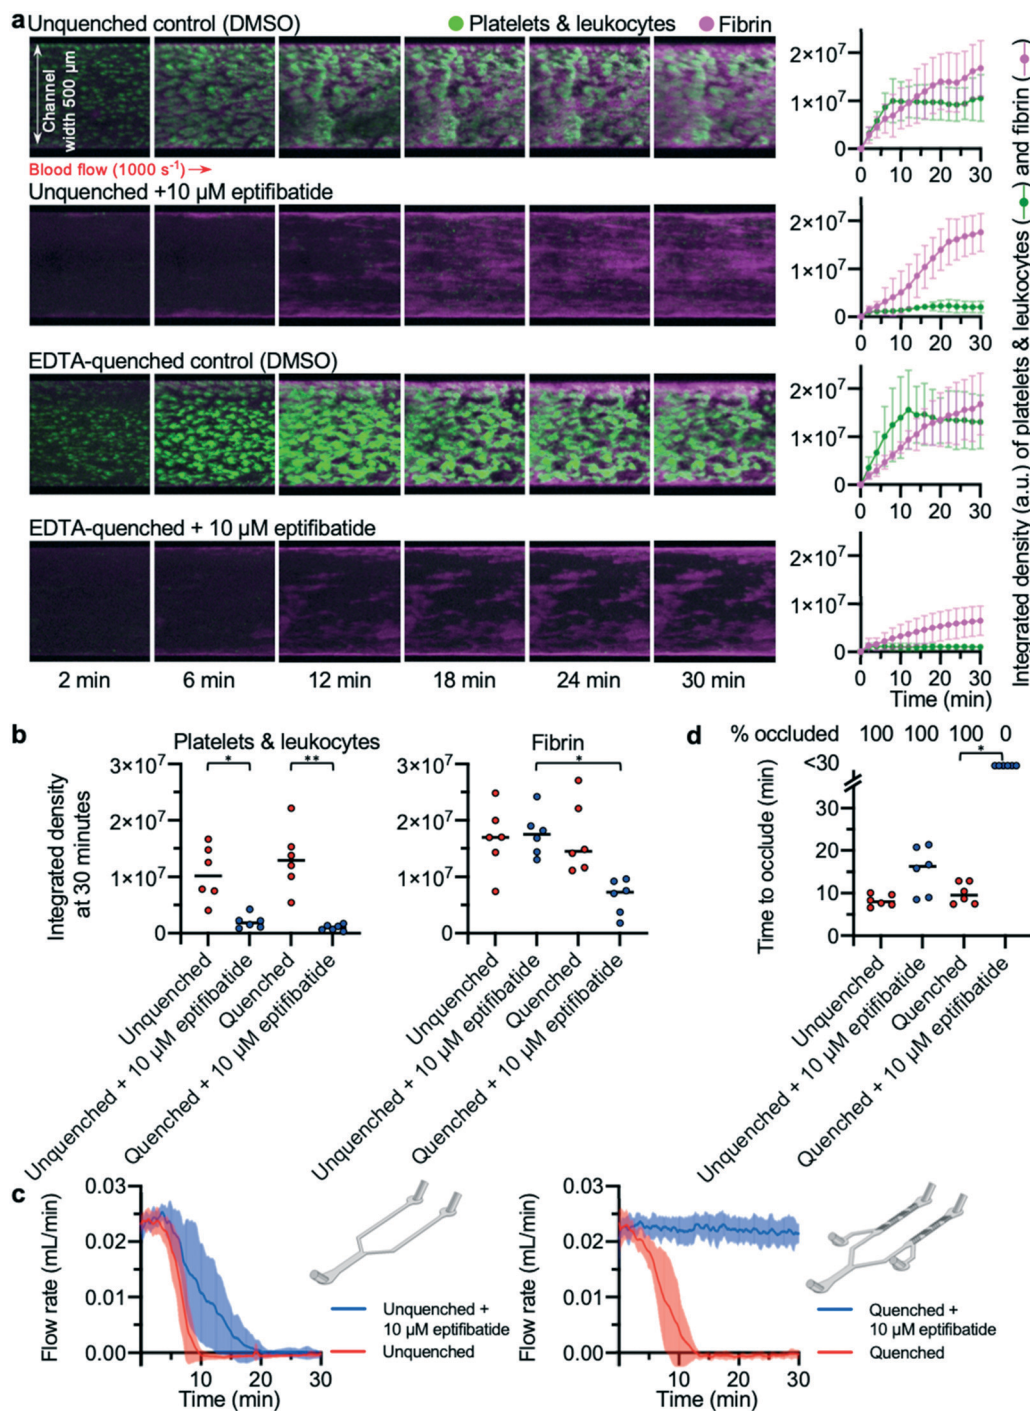 a
Unquenched control (DMSO)
Platelets & leukocytes
Fibrin
Channel
width 500 µm
Blood flow (1000 s⁻¹) →
Unquenched +10 µM eptifibatide
EDTA-quenched control (DMSO)
EDTA-quenched + 10 µM eptifibatide
2 min
6 min
12 min
18 min
24 min
30 min
2×10⁷
1×10⁷
0
0
10
20
30
2×10⁷
1×10⁷
0
0
10
20
30
2×10⁷
1×10⁷
0
0
10
20
30
2×10⁷
1×10⁷
0
0
10
20
30
Time (min)
Integrated density (a.u.) of platelets & leukocytes ( ) and fibrin ( )
b
Platelets & leukocytes
Integrated density
at 30 minutes
3×10⁷
2×10⁷
1×10⁷
0
*
**
Unquenched
Unquenched + 10 µM eptifibatide
Quenched
Quenched + 10 µM eptifibatide
Fibrin
3×10⁷
2×10⁷
1×10⁷
0
*
Unquenched
Unquenched + 10 µM eptifibatide
Quenched
Quenched + 10 µM eptifibatide
d
% occluded
100
100
100
0
*
<30
30
20
10
0
Time to occlude (min)
Unquenched
Unquenched + 10 µM eptifibatide
Quenched
Quenched + 10 µM eptifibatide
c
Flow rate (mL/min)
0.03
0.02
0.01
0.00
10
20
30
Time (min)
Unquenched +
10 µM eptifibatide
Unquenched
Flow rate (mL/min)
0.03
0.02
0.01
0.00
0
10
20
30
Time (min)
Quenched +
10 µM eptifibatide
Quenched